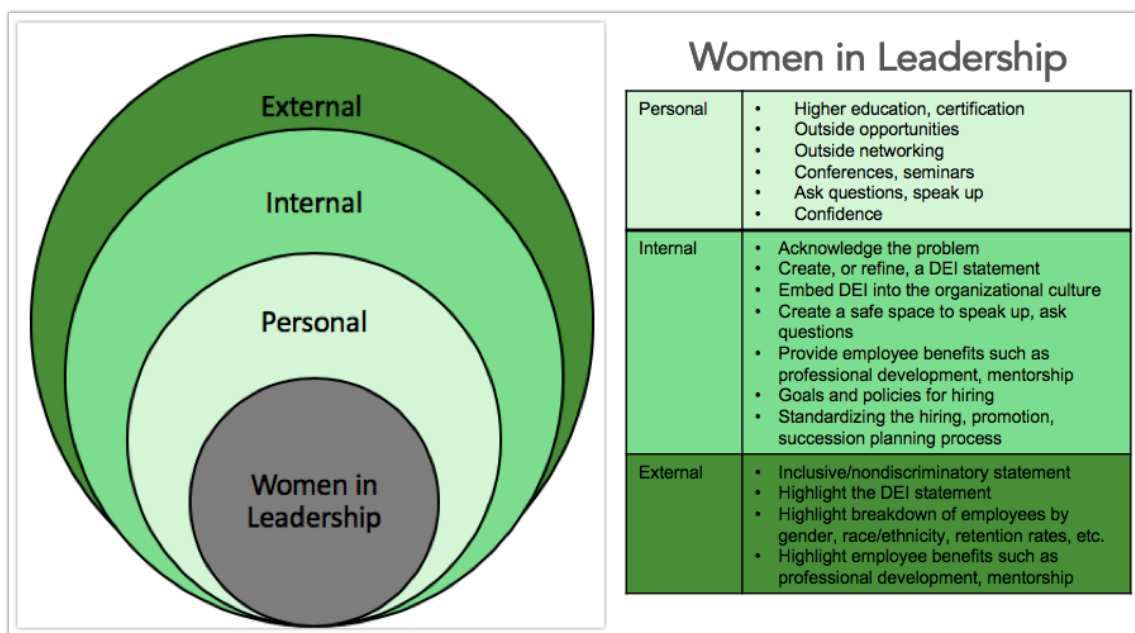 External
Internal
Personal
Women in
Leadership
Women in Leadership
Personal
• Higher education, certification
• Outside opportunities
• Outside networking
• Conferences, seminars
• Ask questions, speak up
• Confidence
Internal
• Acknowledge the problem
• Create, or refine, a DEI statement
• Embed DEI into the organizational culture
• Create a safe space to speak up, ask
questions
• Provide employee benefits such as
professional development, mentorship
• Goals and policies for hiring
• Standardizing the hiring, promotion,
succession planning process
External
• Inclusive/nondiscriminatory statement
• Highlight the DEI statement
• Highlight breakdown of employees by
gender, race/ethnicity, retention rates, etc.
• Highlight employee benefits such as
professional development, mentorship